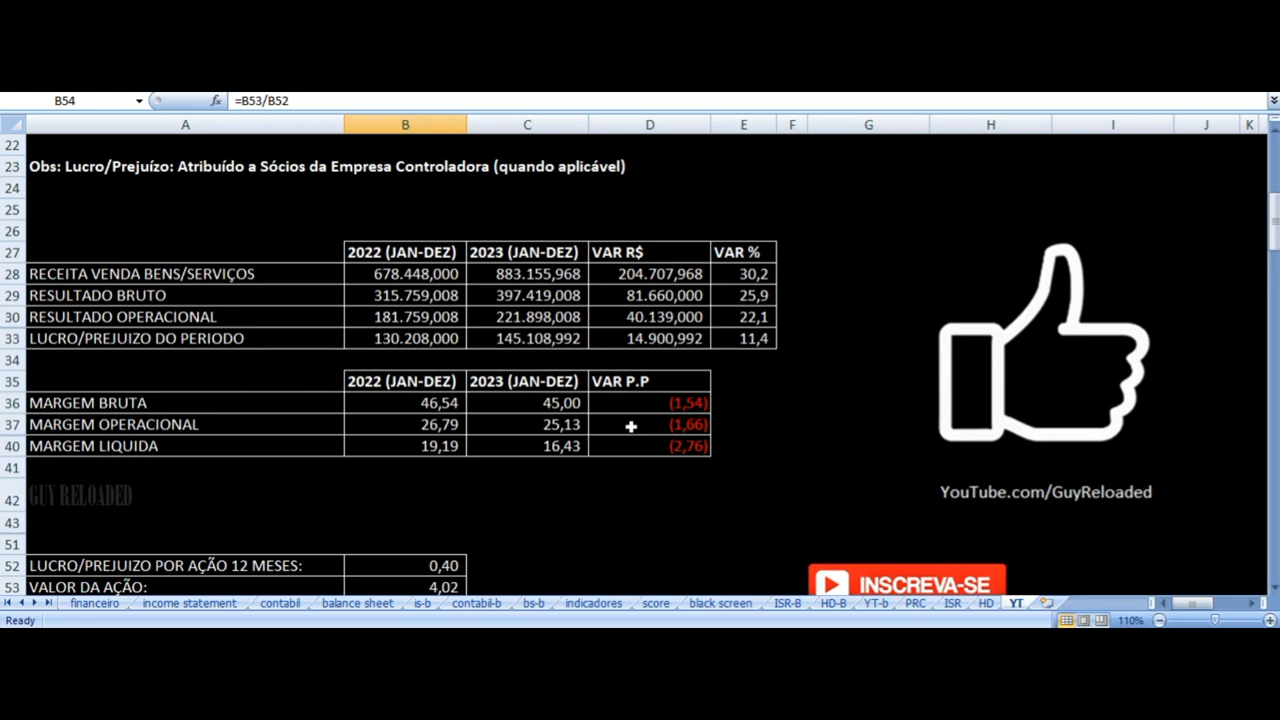 B54 fx =B53/B52
A B C D E F G H I J K
22
23 Obs: Lucro/Prejuízo: Atribuído a Sócios da Empresa Controladora (quando aplicável)
24
25
26
27 2022 (JAN-DEZ) 2023 (JAN-DEZ) VAR R$ VAR %
28 RECEITA VENDA BENS/SERVIÇOS 678.448,000 883.155,968 204.707,968 30,2
29 RESULTADO BRUTO 315.759,008 397.419,008 81.660,000 25,9
30 RESULTADO OPERACIONAL 181.759,008 221.898,008 40.139,000 22,1
33 LUCRO/PREJUIZO DO PERIODO 130.208,000 145.108,992 14.900,992 11,4
34
35 2022 (JAN-DEZ) 2023 (JAN-DEZ) VAR P.P
36 MARGEM BRUTA 46,54 45,00 (1,54)
37 MARGEM OPERACIONAL 26,79 25,13 (1,66)
40 MARGEM LIQUIDA 19,19 16,43 (2,76)
41
42 GUY RELOADED
YouTube.com/GuyReloaded
43
51
52 LUCRO/PREJUIZO POR AÇÃO 12 MESES: 0,40
53 VALOR DA AÇÃO: 4,02
INSCREVA-SE
financeiro income statement contabil balance sheet is-b contabil-b bs-b indicadores score black screen ISR-B HD-B YT-b PRC ISR HD YT
Ready 110%